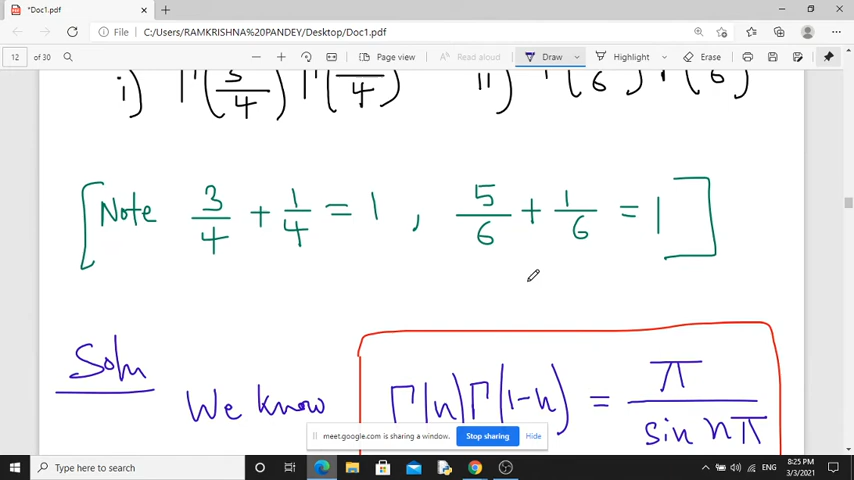 *Doc1.pdf
File C:/Users/RAMKRISHNA%20PANDEY/Desktop/Doc1.pdf
12 of 30 Page view Read aloud Draw Highlight Erase
i) Γ(3/4) Γ( /4) ii) Γ( /6) Γ( /6)
[Note 3/4 + 1/4 = 1 , 5/6 + 1/6 = 1]
Soln
We know Γ(n)Γ(1-n) = π/sin nπ
meet.google.com is sharing a window. Stop sharing Hide
Type here to search
ENG
8:25 PM
3/3/2021